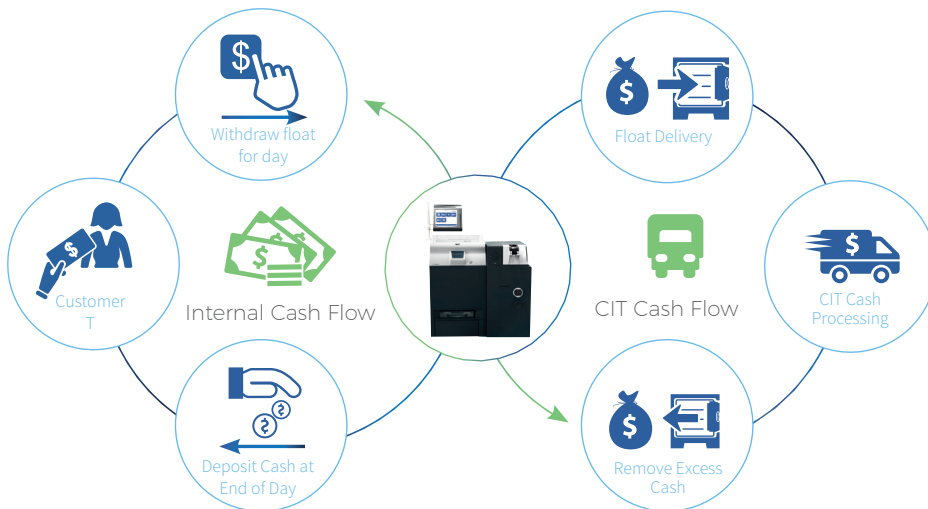 Withdraw float
for day
Customer
T
Internal Cash Flow
Deposit Cash at
End of Day
Float Delivery
CIT Cash Flow
CIT Cash
Processing
Remove Excess
Cash